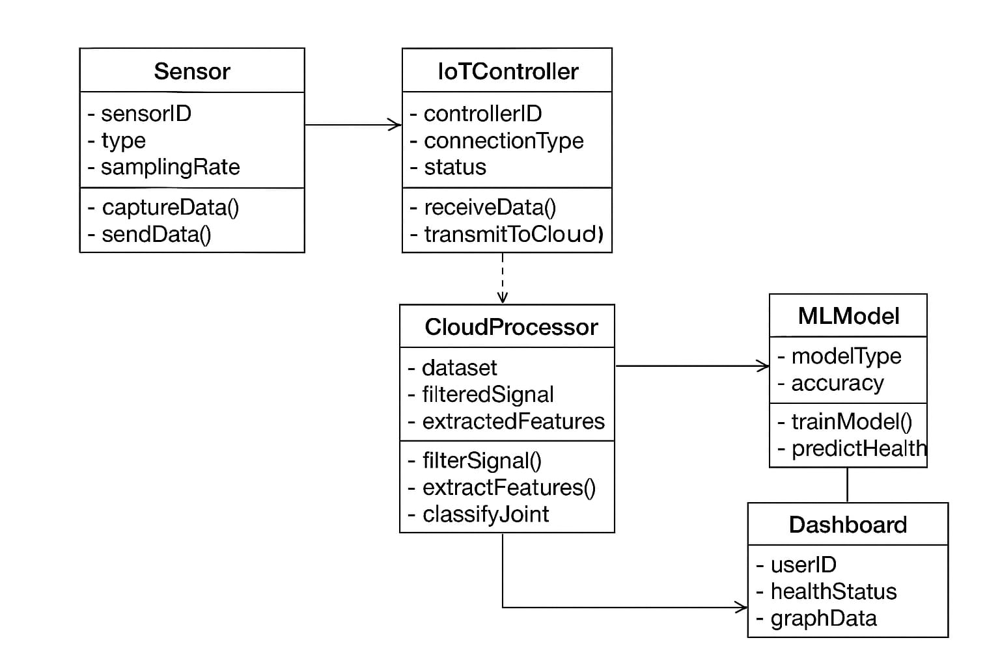 Sensor
- sensorID
- type
- samplingRate
- captureData()
- sendData()
IoTController
- controllerID
- connectionType
- status
- receiveData()
- transmitToCloud)
CloudProcessor
- dataset
- filteredSignal
- extractedFeatures
- filterSignal()
- extractFeatures()
- classifyJoint
MLModel
- modelType
- accuracy
- trainModel()
- predictHealth
Dashboard
- userID
- healthStatus
- graphData